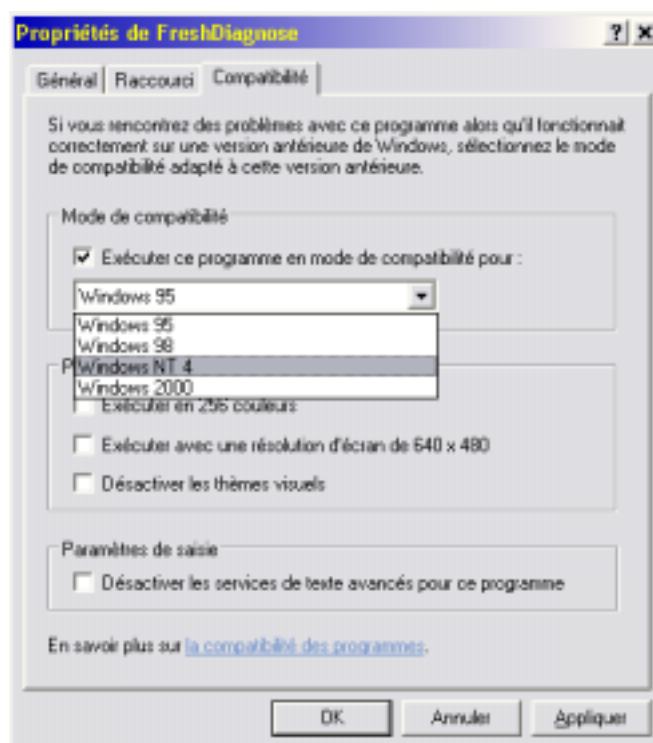 Propriétés de FreshDiagnose
Général Raccourci Compatibilité
Si vous rencontrez des problèmes avec ce programme alors qu'il fonctionnait
correctement sur une version antérieure de Windows, sélectionnez le mode
de compatibilité adapté à cette version antérieure.
Mode de compatibilité
Exécuter ce programme en mode de compatibilité pour :
Windows 95
Windows 95
Windows 98
Windows NT 4
Windows 2000
Exécuter en 256 couleurs
Exécuter avec une résolution d'écran de 640 x 480
Désactiver les thèmes visuels
Paramètres de saisie
Désactiver les services de texte avancés pour ce programme
En savoir plus sur la compatibilité des programmes.
OK Annuler Appliquer